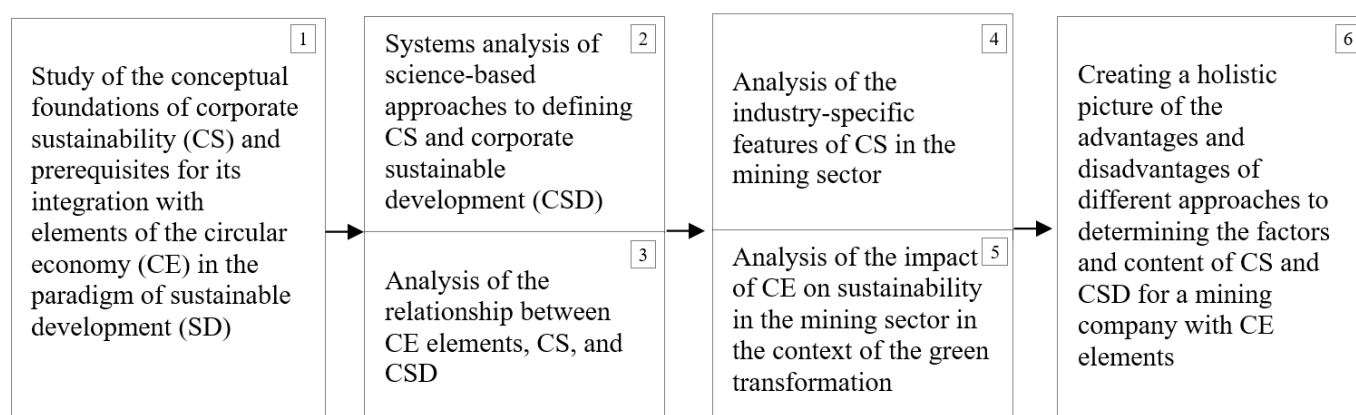 1
Study of the conceptual
foundations of corporate
sustainability (CS) and
prerequisites for its
integration with
elements of the circular
economy (CE) in the
paradigm of sustainable
development (SD)
2
Systems analysis of
science-based
approaches to defining
CS and corporate
sustainable
development (CSD)
3
Analysis of the
relationship between
CE elements, CS, and
CSD
4
Analysis of the
industry-specific
features of CS in the
mining sector
5
Analysis of the impact
of CE on sustainability
in the mining sector in
the context of the green
transformation
6
Creating a holistic
picture of the
advantages and
disadvantages of
different approaches to
determining the factors
and content of CS and
CSD for a mining
company with CE
elements